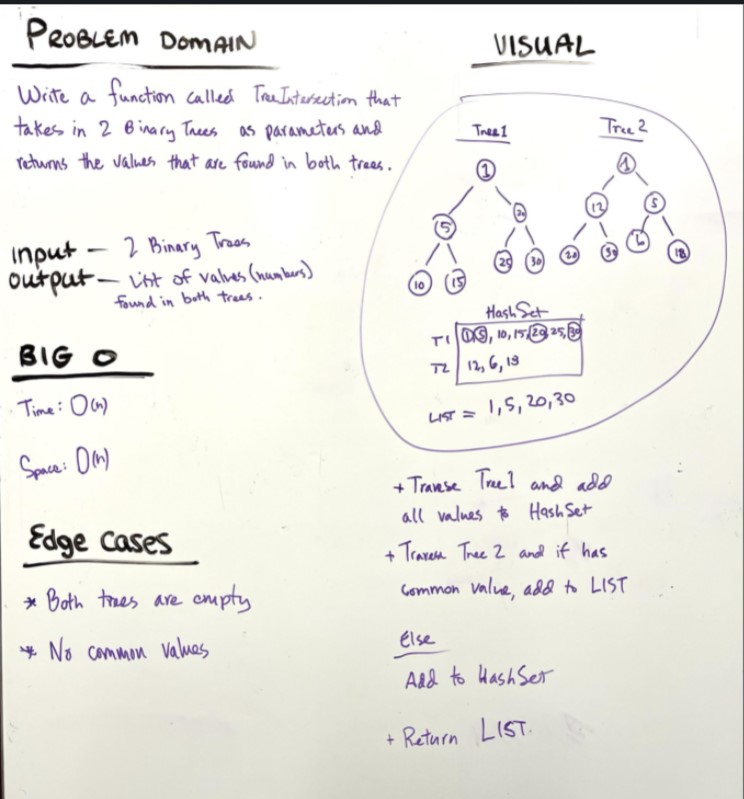 PROBLEM DOMAIN
Write a function called TreeIntersection that
takes in 2 Binary Trees as parameters and
returns the values that are found in both trees.
input — 2 Binary Trees
output — List of values (numbers)
found in both trees.
BIG O
Time: O(n)
Space: O(h)
Edge cases
* Both trees are empty
* No common values
VISUAL
Tree 1
Tree 2
1
1
5
20
12
5
10
15
25
30
20
30
6
18
HashSet
T1 1, 5, 10, 15, 20, 25, 30
T2 12, 6, 18
LIST = 1, 5, 20, 30
+ Travese Tree1 and add
all values to HashSet
+ Traverse Tree 2 and if has
common value, add to LIST
Else
Add to HashSet
+ Return LIST.